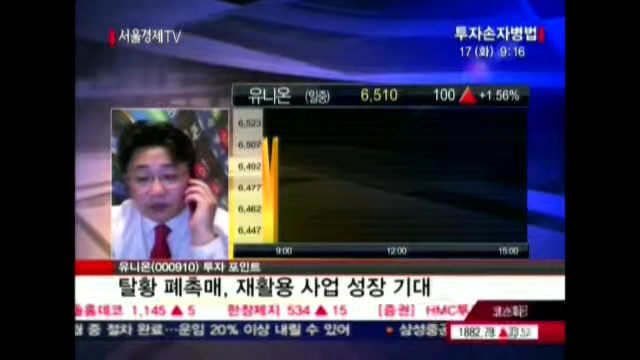 서울경제TV
투자손자병법
17 (화) 9:16
유니온 (일중) 6,510 100 ▲ +1.56%
6,523
6,507
6,492
6,477
6,462
6,447
9:00 12:00 15:00
유니온(000910) 투자 포인트
탈황 폐촉매, 재활용 사업 성장 기대
홈데코 1,145 ▲ 5 한창제지 534 ▲ 15 [증권] HMC투
코스피
중 절차 완료…운임 20% 이상 내릴 수 있어 • 삼성중공